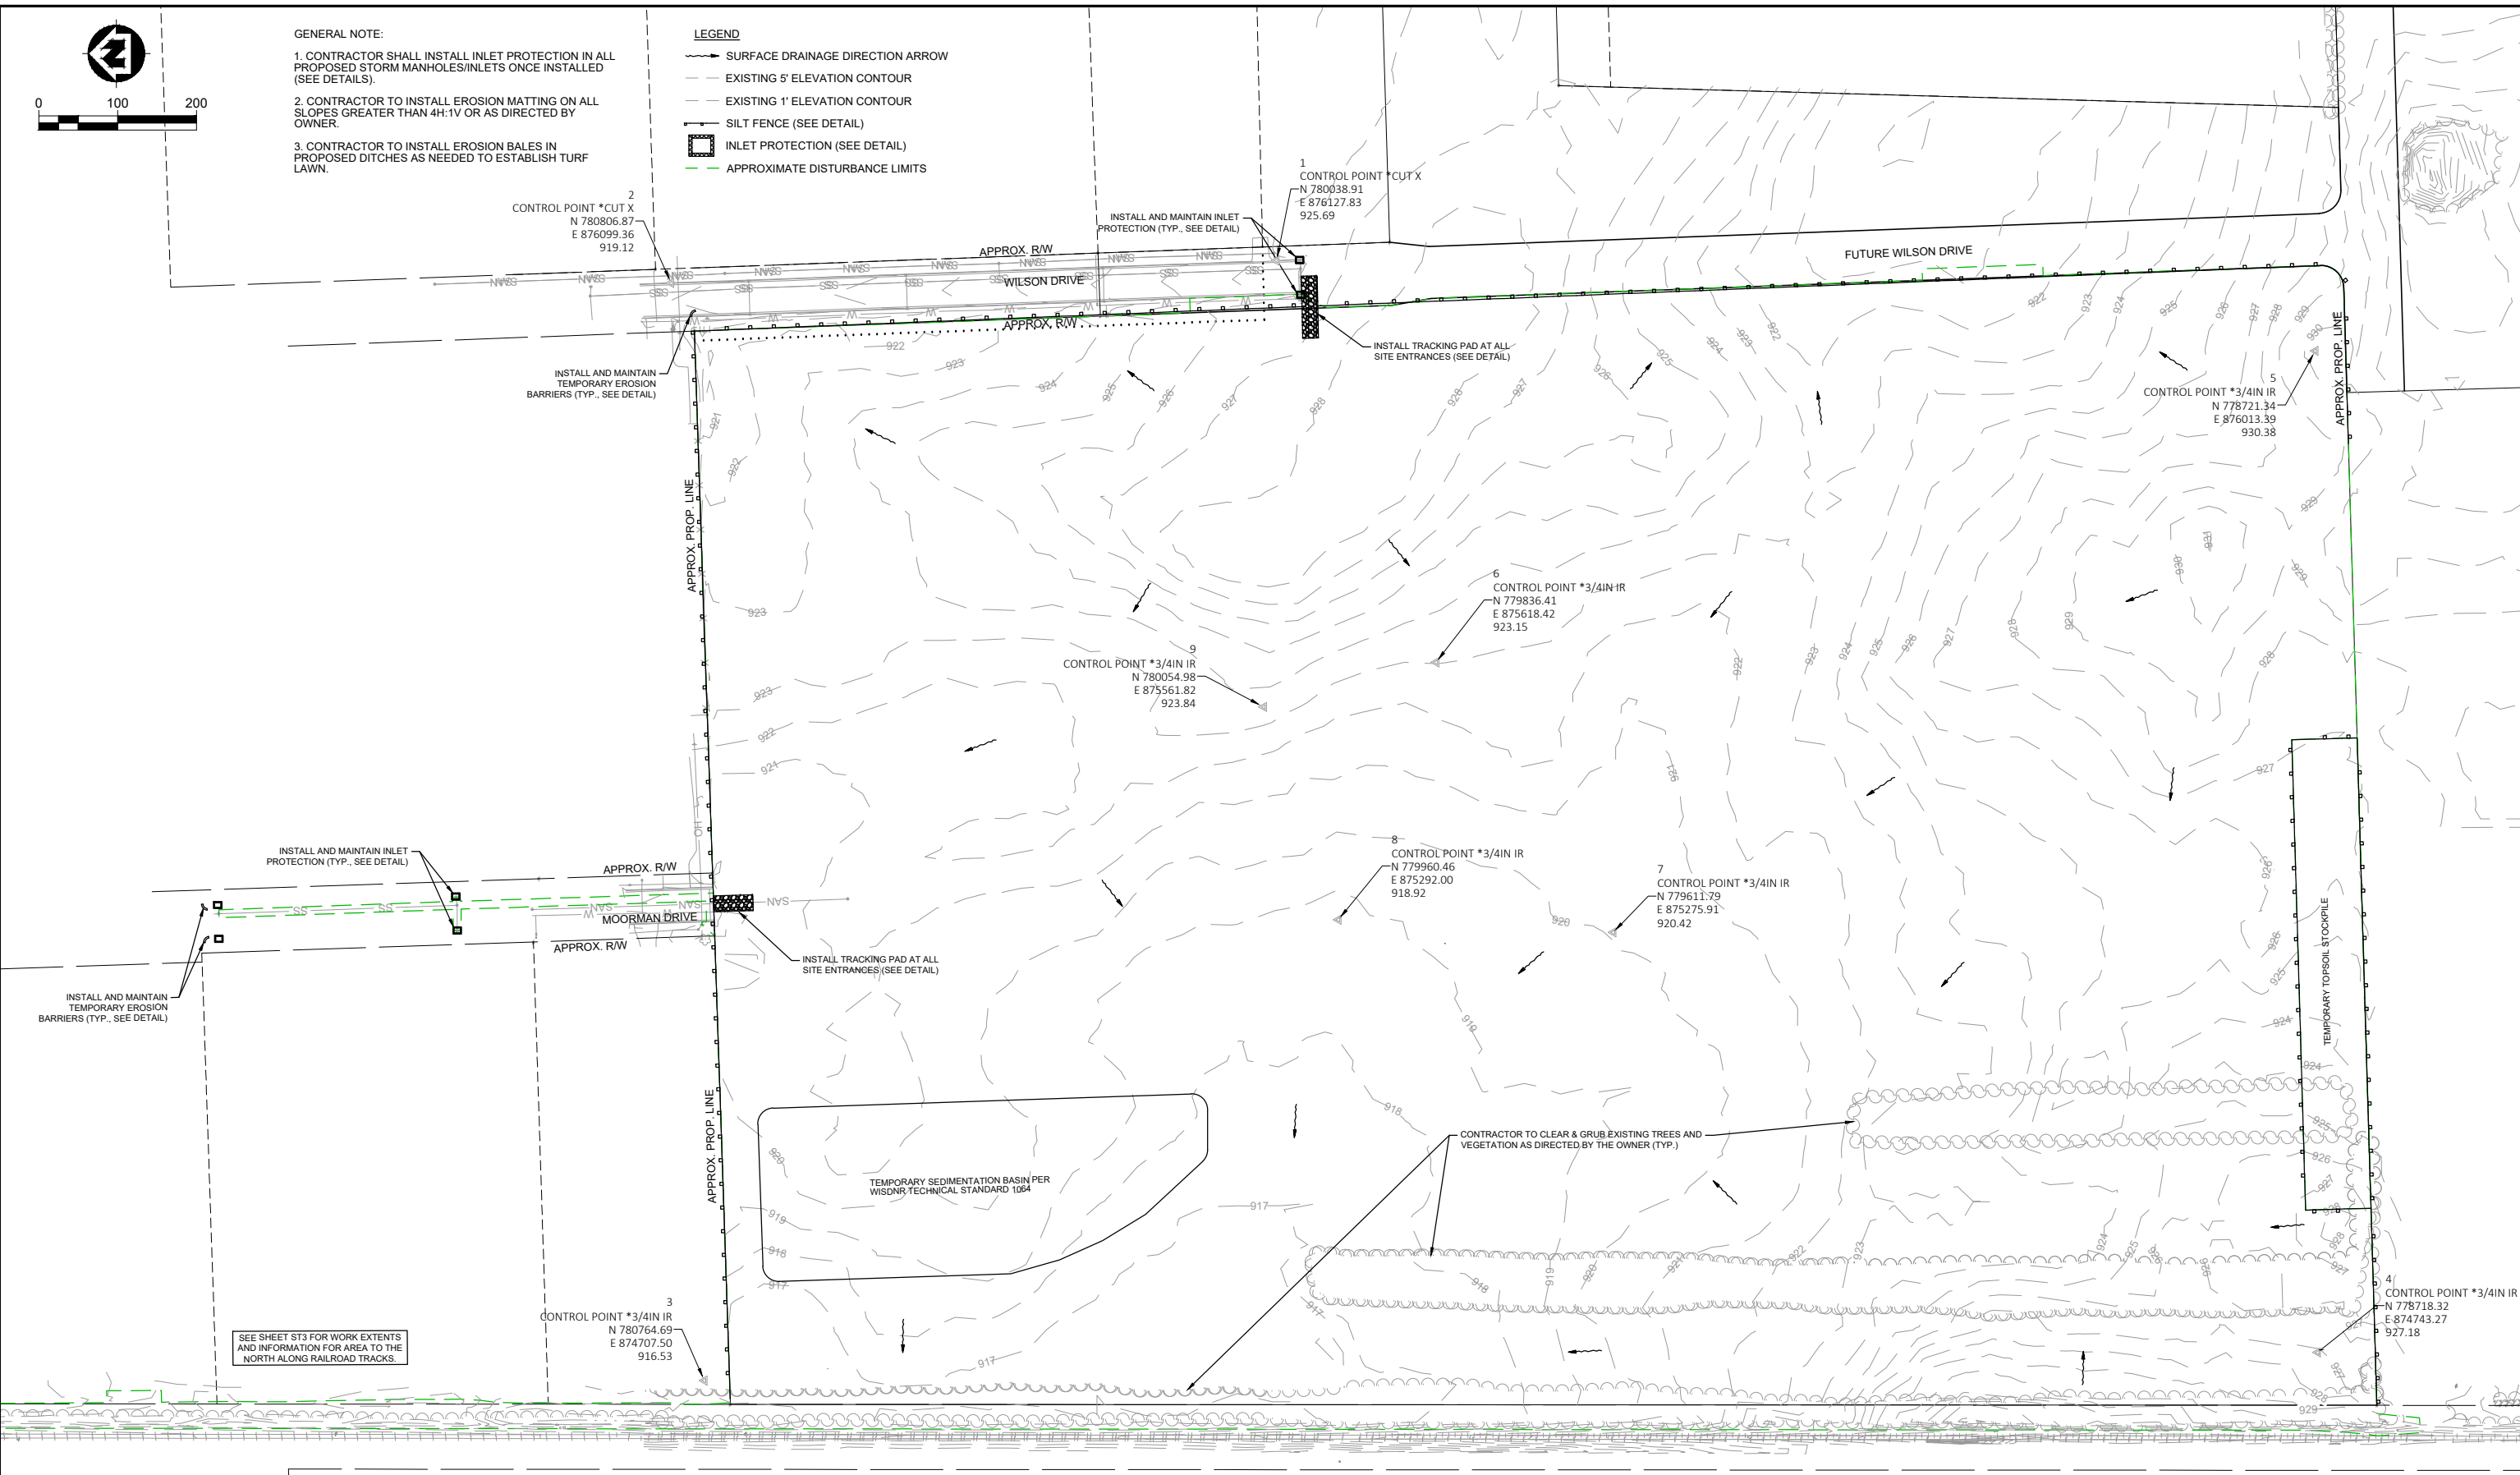 GENERAL NOTE:
1. CONTRACTOR SHALL INSTALL INLET PROTECTION IN ALL
PROPOSED STORM MANHOLES/INLETS ONCE INSTALLED
(SEE DETAILS).
2. CONTRACTOR TO INSTALL EROSION MATTING ON ALL
SLOPES GREATER THAN 4H:1V OR AS DIRECTED BY
OWNER.
3. CONTRACTOR TO INSTALL EROSION BALES IN
PROPOSED DITCHES AS NEEDED TO ESTABLISH TURF
LAWN.
0 100 200
LEGEND
SURFACE DRAINAGE DIRECTION ARROW
EXISTING 5' ELEVATION CONTOUR
EXISTING 1' ELEVATION CONTOUR
SILT FENCE (SEE DETAIL)
INLET PROTECTION (SEE DETAIL)
APPROXIMATE DISTURBANCE LIMITS
2
CONTROL POINT *CUT X
N 780806.87
E 876099.36
919.12
1
CONTROL POINT *CUT X
N 780038.91
E 876127.83
925.69
INSTALL AND MAINTAIN INLET
PROTECTION (TYP., SEE DETAIL)
APPROX. R/W
WILSON DRIVE
APPROX. R/W
FUTURE WILSON DRIVE
INSTALL TRACKING PAD AT ALL
SITE ENTRANCES (SEE DETAIL)
INSTALL AND MAINTAIN
TEMPORARY EROSION
BARRIERS (TYP., SEE DETAIL)
5
CONTROL POINT *3/4IN IR
N 778721.34
E 876013.39
930.38
APPROX. PROP. LINE
APPROX. PROP. LINE
6
CONTROL POINT *3/4IN IR
N 779836.41
E 875618.42
923.15
9
CONTROL POINT *3/4IN IR
N 780054.98
E 875561.82
923.84
8
CONTROL POINT *3/4IN IR
N 779960.46
E 875292.00
918.92
7
CONTROL POINT *3/4IN IR
N 779611.79
E 875275.91
920.42
INSTALL AND MAINTAIN INLET
PROTECTION (TYP., SEE DETAIL)
APPROX. R/W
MOORMAN DRIVE
APPROX. R/W
INSTALL TRACKING PAD AT ALL
SITE ENTRANCES (SEE DETAIL)
INSTALL AND MAINTAIN
TEMPORARY EROSION
BARRIERS (TYP., SEE DETAIL)
TEMPORARY TOPSOIL STOCKPILE
APPROX. PROP. LINE
TEMPORARY SEDIMENTATION BASIN PER
WISDNR TECHNICAL STANDARD 1064
CONTRACTOR TO CLEAR & GRUB EXISTING TREES AND
VEGETATION AS DIRECTED BY THE OWNER (TYP.)
3
CONTROL POINT *3/4IN IR
N 780764.69
E 874707.50
916.53
4
CONTROL POINT *3/4IN IR
N 778718.32
E 874743.27
927.18
SEE SHEET ST3 FOR WORK EXTENTS
AND INFORMATION FOR AREA TO THE
NORTH ALONG RAILROAD TRACKS.